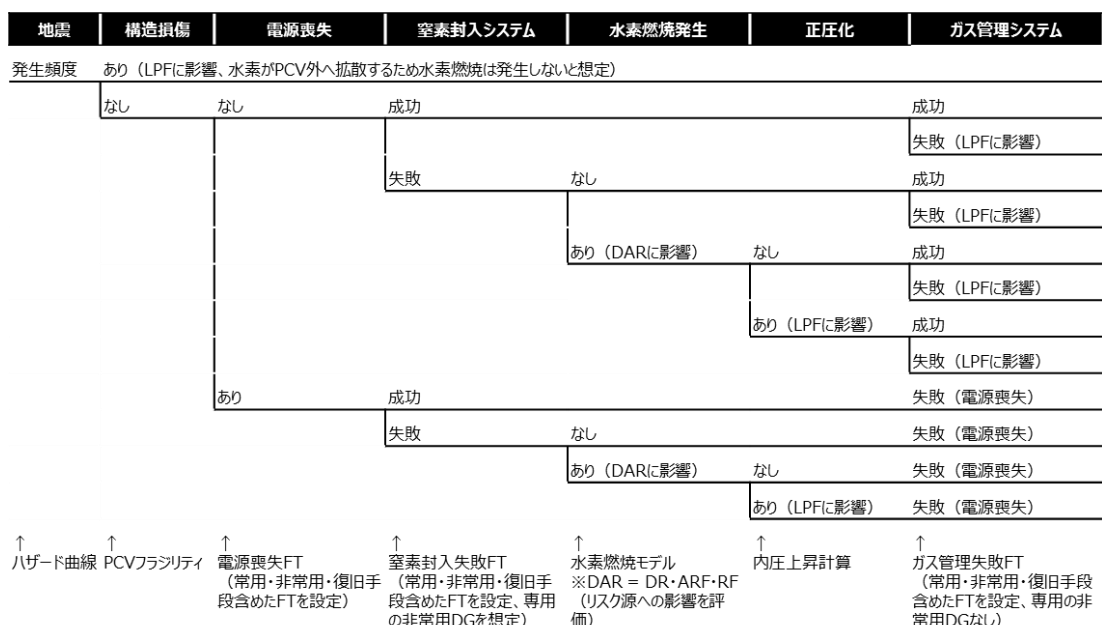 地震 構造損傷 電源喪失 窒素封入システム 水素燃焼発生 正圧化 ガス管理システム
発生頻度 あり（LPFに影響、水素がPCV外へ拡散するため水素燃焼は発生しないと想定）
なし なし 成功 成功
失敗（LPFに影響）
失敗 なし 成功
失敗（LPFに影響）
あり（DARに影響） なし 成功
失敗（LPFに影響）
あり（LPFに影響） 成功
失敗（LPFに影響）
あり 成功 失敗（電源喪失）
失敗 なし 失敗（電源喪失）
あり（DARに影響） なし 失敗（電源喪失）
あり（LPFに影響） 失敗（電源喪失）
↑ ↑ ↑ ↑ ↑ ↑ ↑
ハザード曲線 PCVフラジリティ 電源喪失FT 窒素封入失敗FT 水素燃焼モデル 内圧上昇計算 ガス管理失敗FT
（常用・非常用・復旧手 （常用・非常用・復旧手 ※DAR = DR・ARF・RF （常用・非常用・復旧手段
段含めたFTを設定） 段含めたFTを設定、専用 （リスク源への影響を評 含めたFTを設定、専用の非
の非常用DGを想定） 価） 常用DGなし）